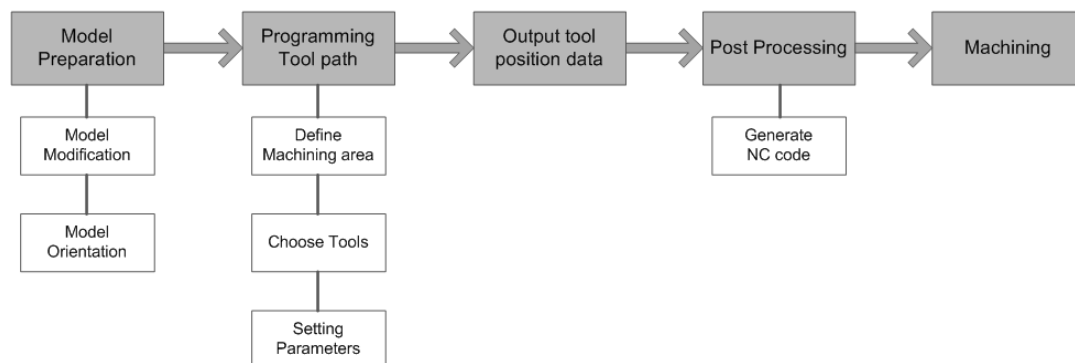 Model
Preparation
Programming
Tool path
Output tool
position data
Post Processing
Machining
Model
Modification
Model
Orientation
Define
Machining area
Choose Tools
Setting
Parameters
Generate
NC code